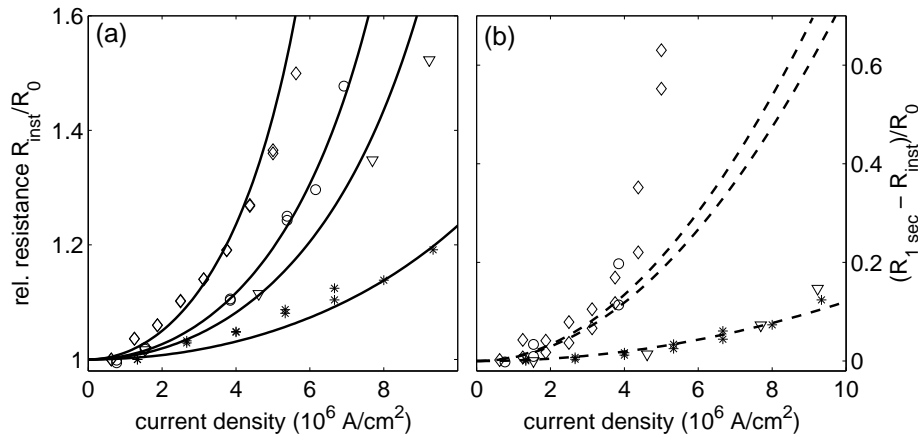 (a)
rel. resistance R_inst/R_0
1.6
1.4
1.2
1
0 2 4 6 8
current density (10^6 A/cm^2)
(b)
0.6
0.4
0.2
0
(R_1 sec − R_inst)/R_0
0 2 4 6 8 10
current density (10^6 A/cm^2)